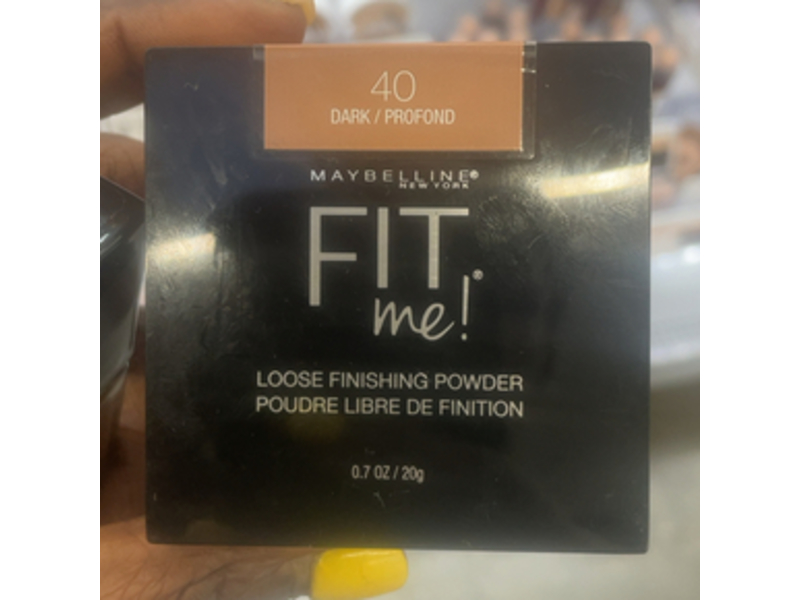 40
DARK / PROFOND
MAYBELLINE®
NEW YORK
FIT
me!®
LOOSE FINISHING POWDER
POUDRE LIBRE DE FINITION
0.7 OZ / 20g